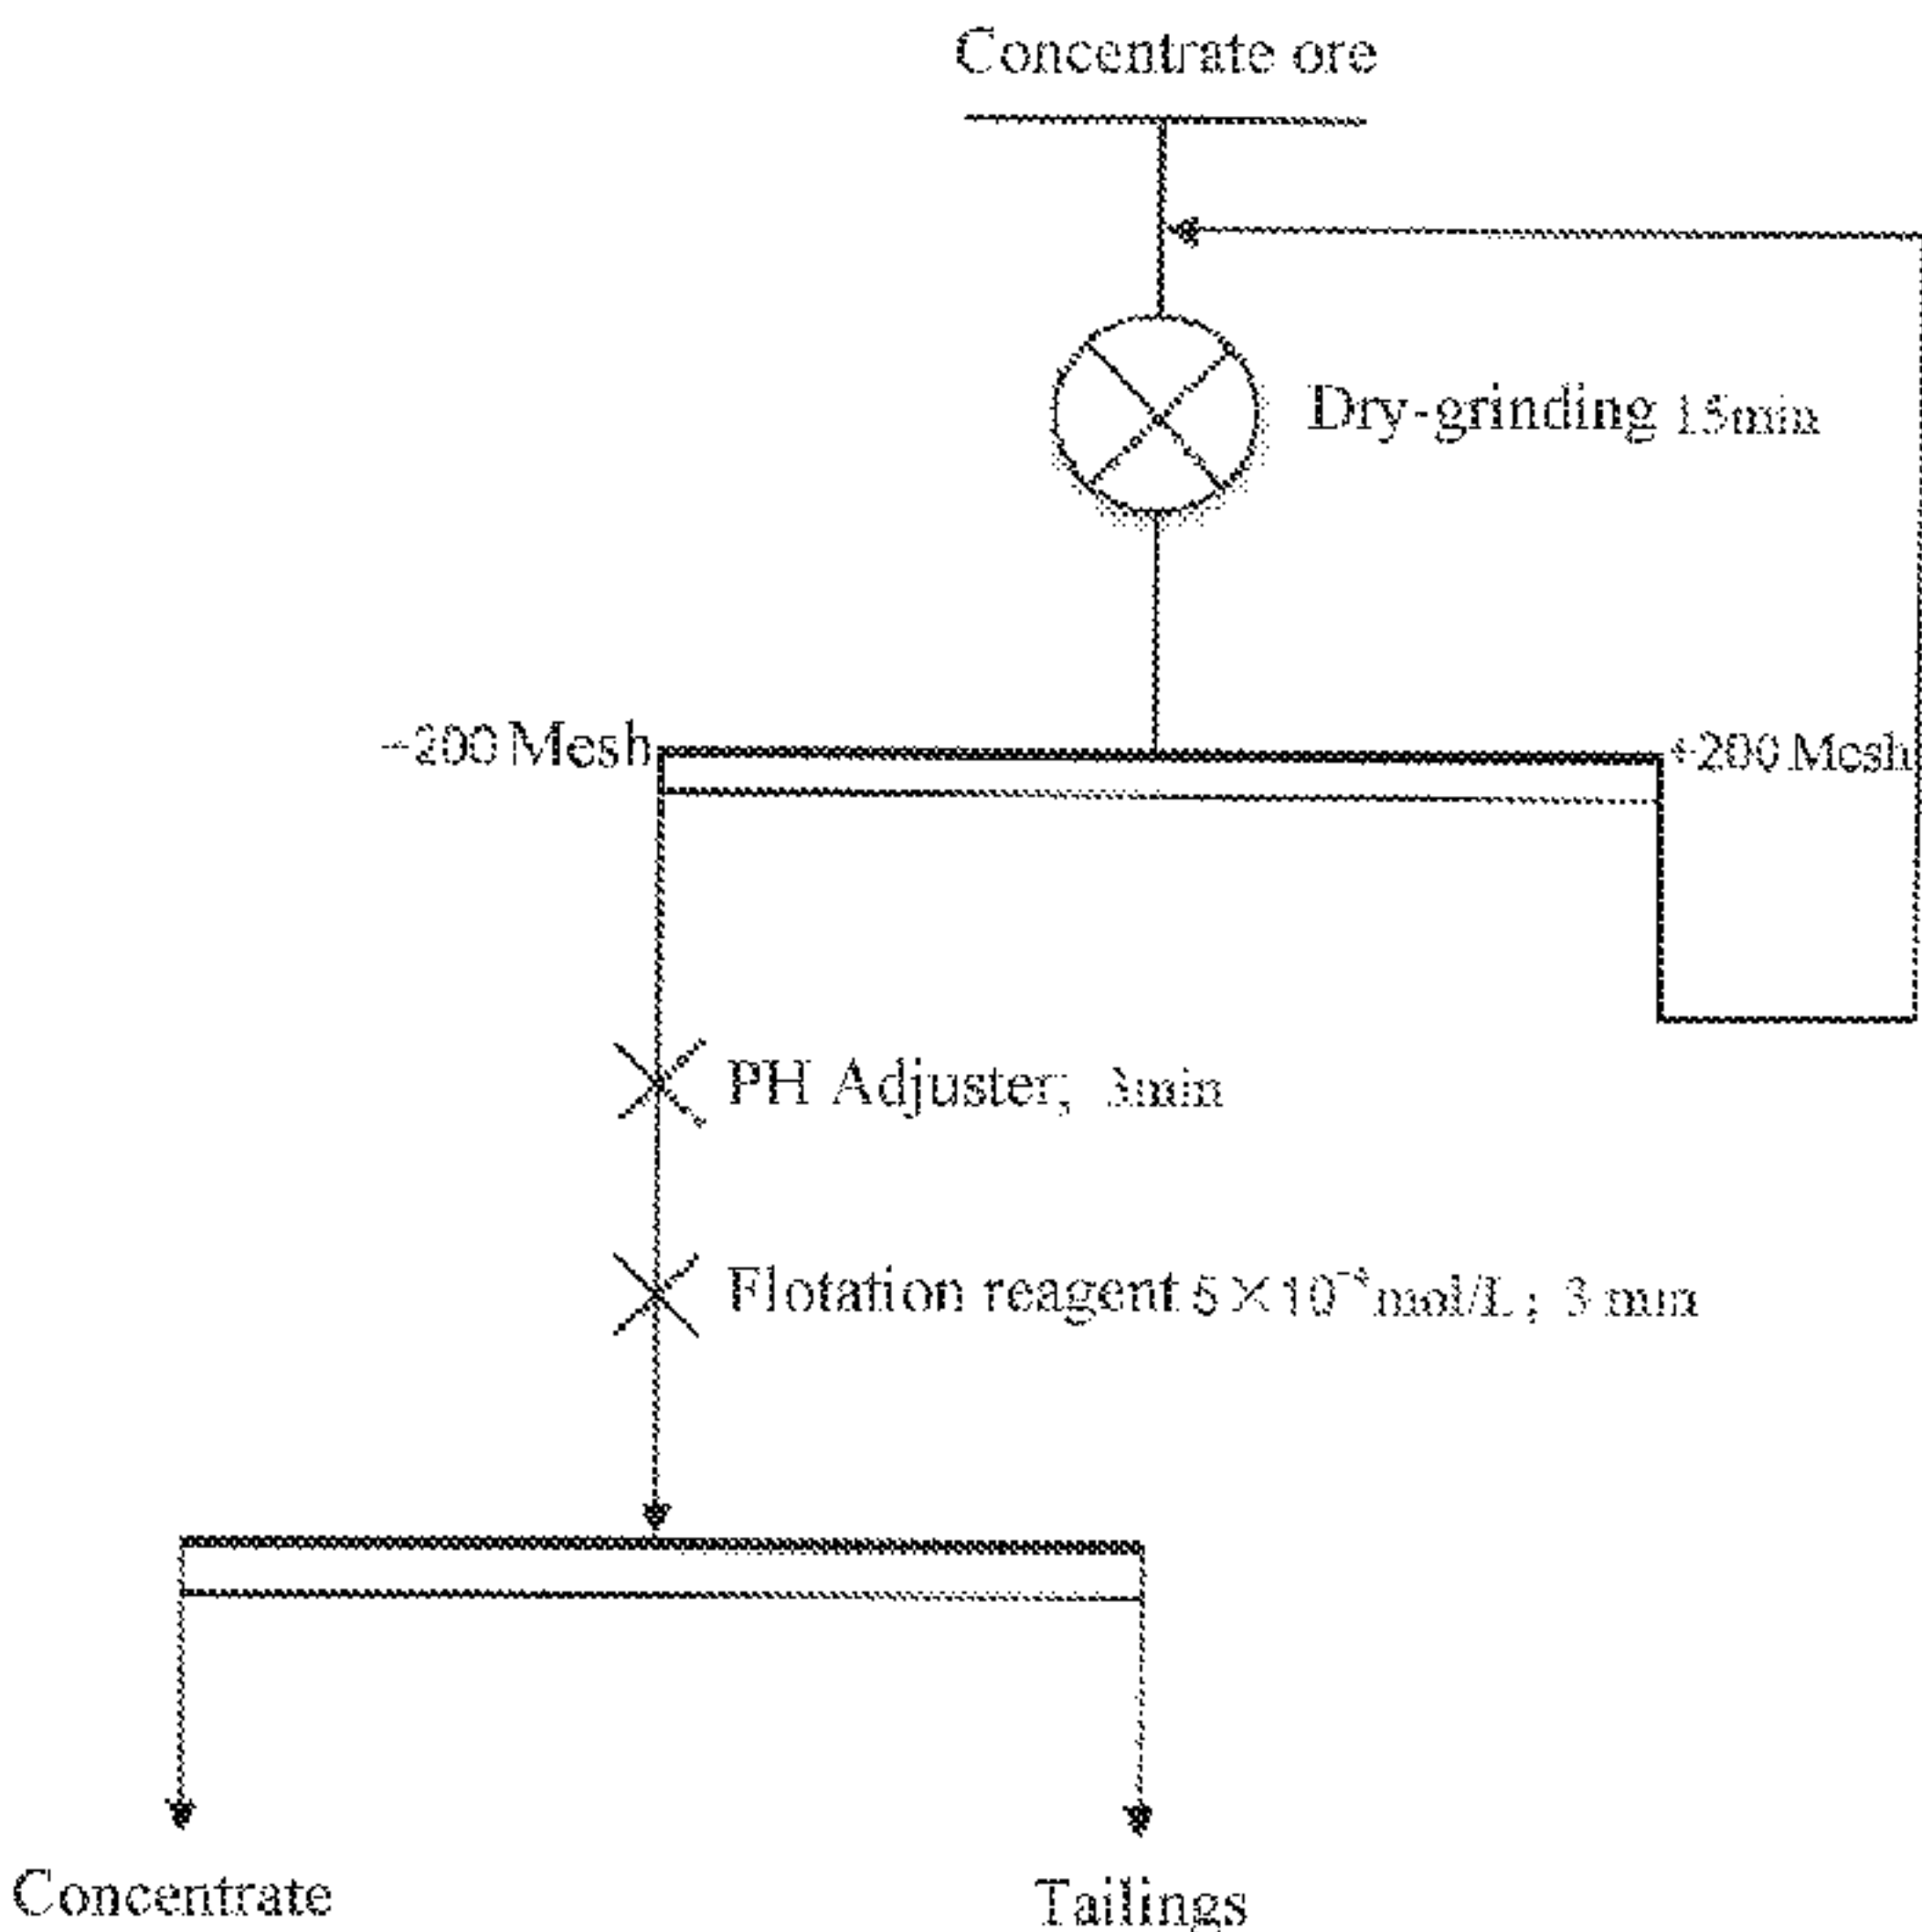 Concentrate ore
Dry-grinding 15min
-200 Mesh
+200 Mesh
PH Adjuster; 3min
Flotation reagent 5×10 mol/L; 3 min
Concentrate
Tailings